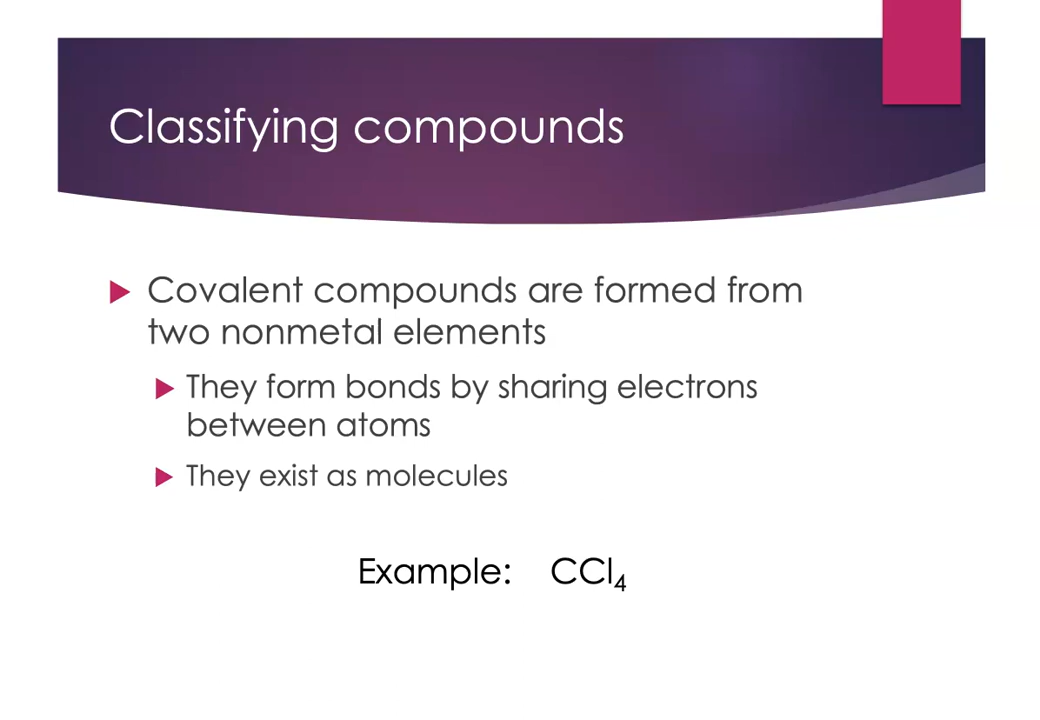 Classifying compounds
Covalent compounds are formed from
two nonmetal elements
They form bonds by sharing electrons
between atoms
They exist as molecules
Example: CCl₄